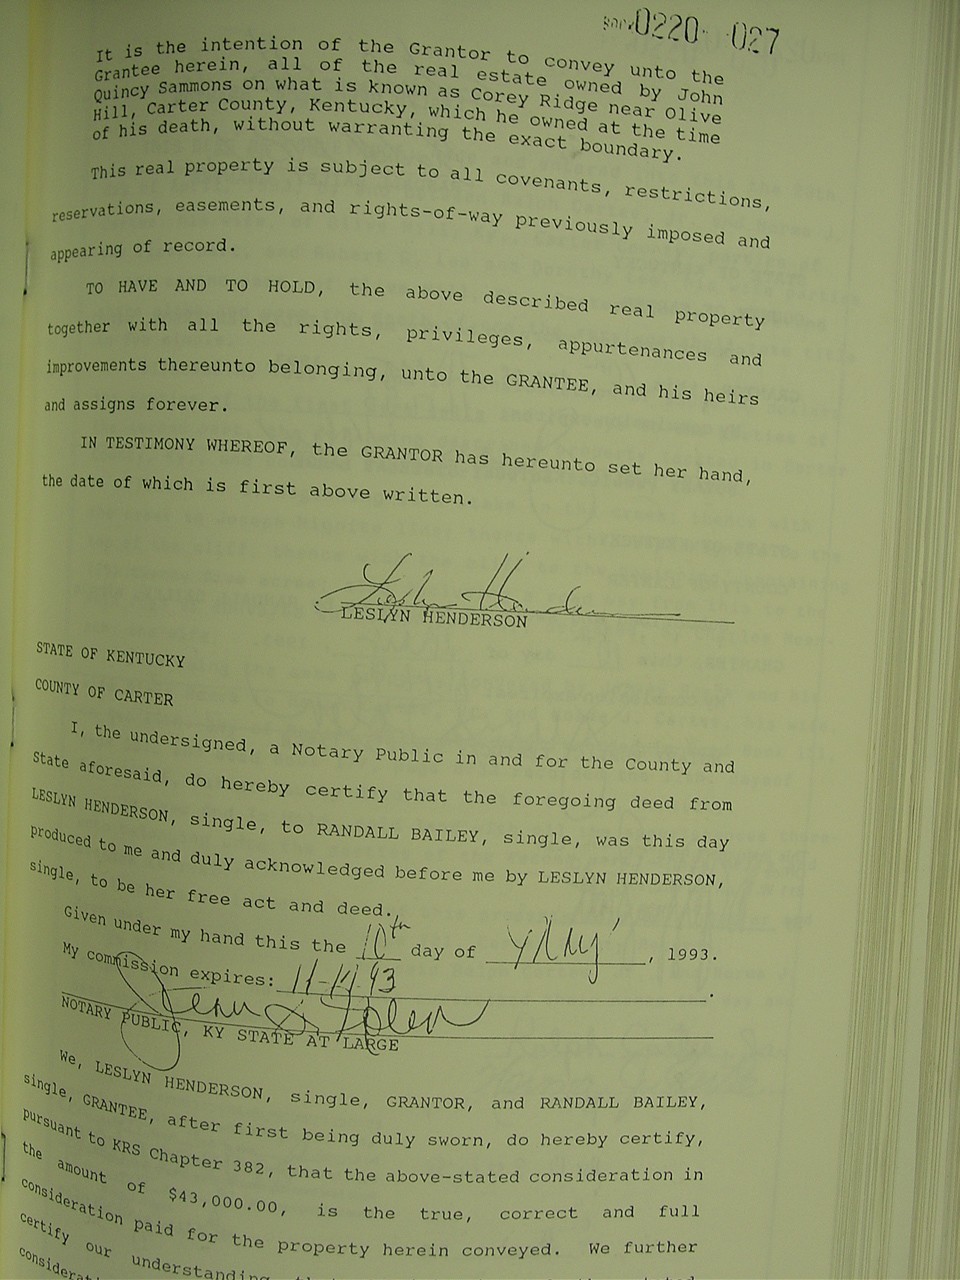 BOOK 0220 027
It is the intention of the Grantor to convey unto the
Grantee herein, all of the real estate owned by John
Quincy Sammons on what is known as Corey Ridge near Olive
Hill, Carter County, Kentucky, which he owned at the time
of his death, without warranting the exact boundary.
This real property is subject to all covenants, restrictions,
reservations, easements, and rights-of-way previously imposed and
appearing of record.
TO HAVE AND TO HOLD, the above described real property
together with all the rights, privileges, appurtenances and
improvements thereunto belonging, unto the GRANTEE, and his heirs
and assigns forever.
IN TESTIMONY WHEREOF, the GRANTOR has hereunto set her hand,
the date of which is first above written.
Leslyn Henderson
LESLYN HENDERSON
STATE OF KENTUCKY
COUNTY OF CARTER
I, the undersigned, a Notary Public in and for the County and
State aforesaid, do hereby certify that the foregoing deed from
LESLYN HENDERSON, single, to RANDALL BAILEY, single, was this day
produced to me and duly acknowledged before me by LESLYN HENDERSON,
single, to be her free act and deed.
Given under my hand this the 10th day of May, 1993.
My commission expires: 11-14-93.
NOTARY PUBLIC, KY STATE AT LARGE
We, LESLYN HENDERSON, single, GRANTOR, and RANDALL BAILEY,
single, GRANTEE, after first being duly sworn, do hereby certify,
pursuant to KRS Chapter 382, that the above-stated consideration in
the amount of $43,000.00, is the true, correct and full
consideration paid for the property herein conveyed. We further
certify our understanding